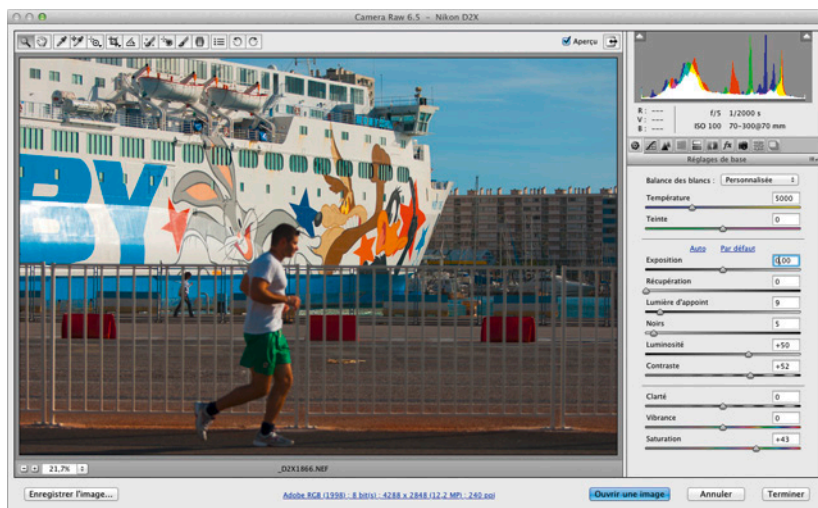 Camera Raw 6.5 – Nikon D2X
Aperçu
R : ---
V : ---
B : ---
f/5 1/2000 s
ISO 100 70-300@70 mm
Réglages de base
Balance des blancs : Personnalisée
Température 5000
Teinte 0
Auto Par défaut
Exposition 0,00
Récupération 0
Lumière d'appoint 9
Noirs 5
Luminosité +50
Contraste +52
Clarté 0
Vibrance 0
Saturation +43
BY
21,7%
_D2X1866.NEF
Enregistrer l'image...
Adobe RGB (1998) ; 8 bit(s) ; 4288 x 2848 (12,2 MP) ; 240 ppi
Ouvrir une image
Annuler
Terminer